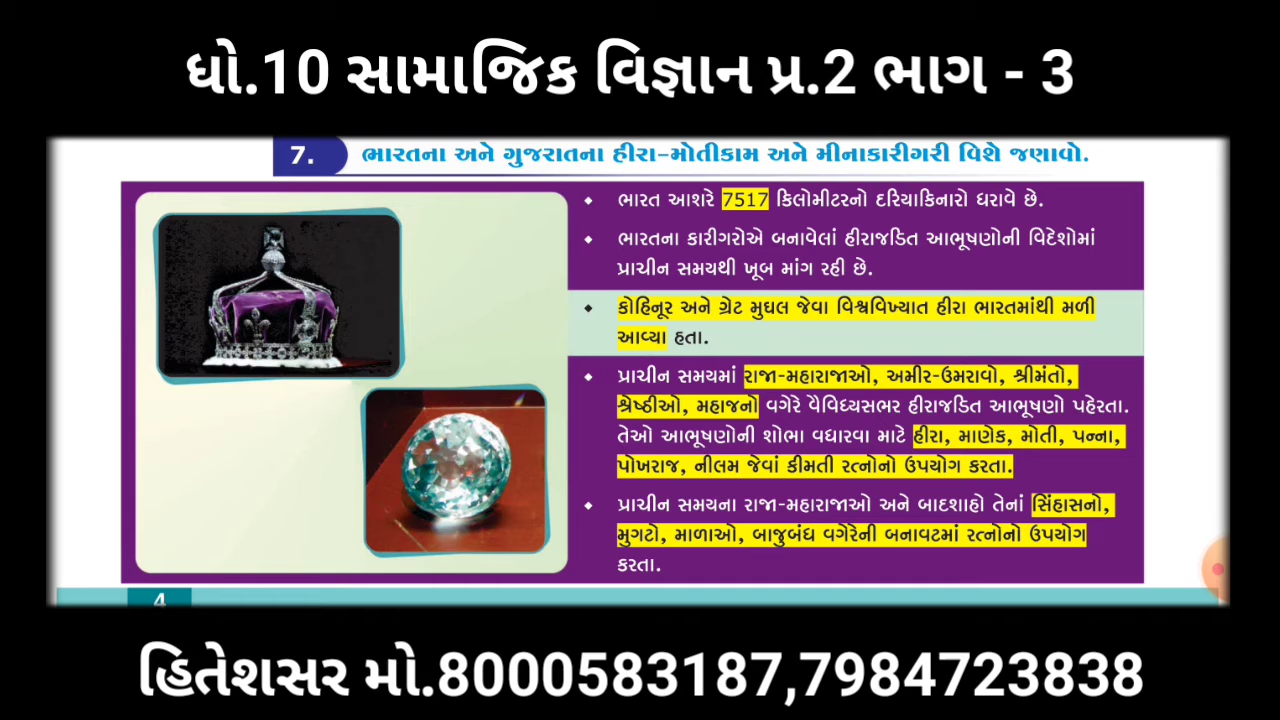 ધો.10 સામાજિક વિજ્ઞાન પ્ર.2 ભાગ - 3
7. ભારતના અને ગુજરાતના હીરા-મોતીકામ અને મીનાકારીગરી વિશે જણાવો.
◆ ભારત આશરે 7517 કિલોમીટરનો દરિયાકિનારો ધરાવે છે.
◆ ભારતના કારીગરોએ બનાવેલાં હીરાજડિત આભૂષણોની વિદેશોમાં
પ્રાચીન સમયથી ખૂબ માંગ રહી છે.
◆ કોહિનૂર અને ગ્રેટ મુઘલ જેવા વિશ્વવિખ્યાત હીરા ભારતમાંથી મળી
આવ્યા હતા.
◆ પ્રાચીન સમયમાં રાજા-મહારાજાઓ, અમીર-ઉમરાવો, શ્રીમંતો,
શ્રેષ્ઠીઓ, મહાજનો વગેરે વૈવિધ્યસભર હીરાજડિત આભૂષણો પહેરતા.
તેઓ આભૂષણોની શોભા વધારવા માટે હીરા, માણેક, મોતી, પન્ના,
પોખરાજ, નીલમ જેવાં કીમતી રત્નોનો ઉપયોગ કરતા.
◆ પ્રાચીન સમયના રાજા-મહારાજાઓ અને બાદશાહો તેનાં સિંહાસનો,
મુગટો, માળાઓ, બાજુબંધ વગેરેની બનાવટમાં રત્નોનો ઉપયોગ
કરતા.
4
હિતેશસર મો.8000583187,7984723838